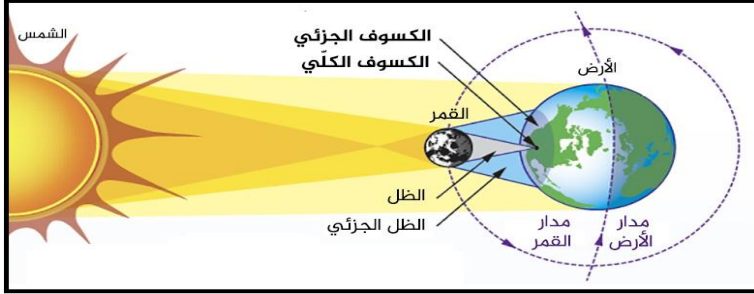 الشمس
الكسوف الجزئي
الكسوف الكلّي
الأرض
القمر
الظل
الظل الجزئي
مدار
القمر
مدار
الأرض